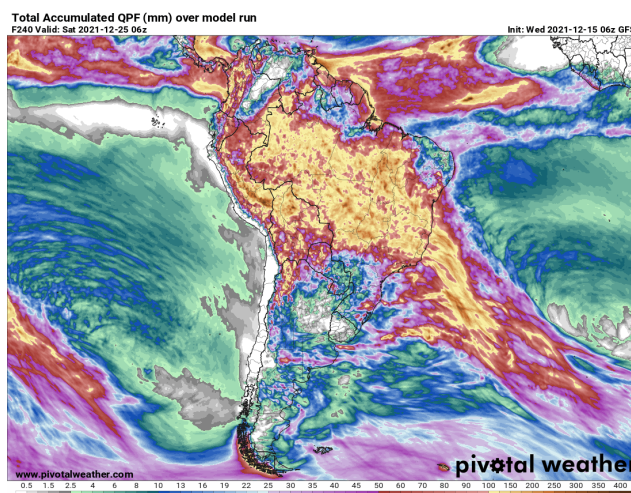 Total Accumulated QPF (mm) over model run
F240 Valid: Sat 2021-12-25 06z
Init: Wed 2021-12-15 06z GFS
www.pivotalweather.com
pivotal weather
0.5 1.5 2.5 4 6 8 10 13 16 19 22 25 30 35 40 45 50 60 70 80 90 100 150 200 250 300 350 400